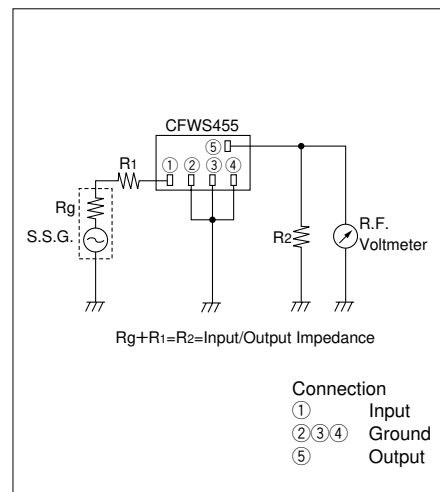 CFWS455
⑤
R1
① ② ③ ④
Rg
S.S.G.
R2
R.F.
Voltmeter
Rg+R1=R2=Input/Output Impedance
Connection
① Input
②③④ Ground
⑤ Output